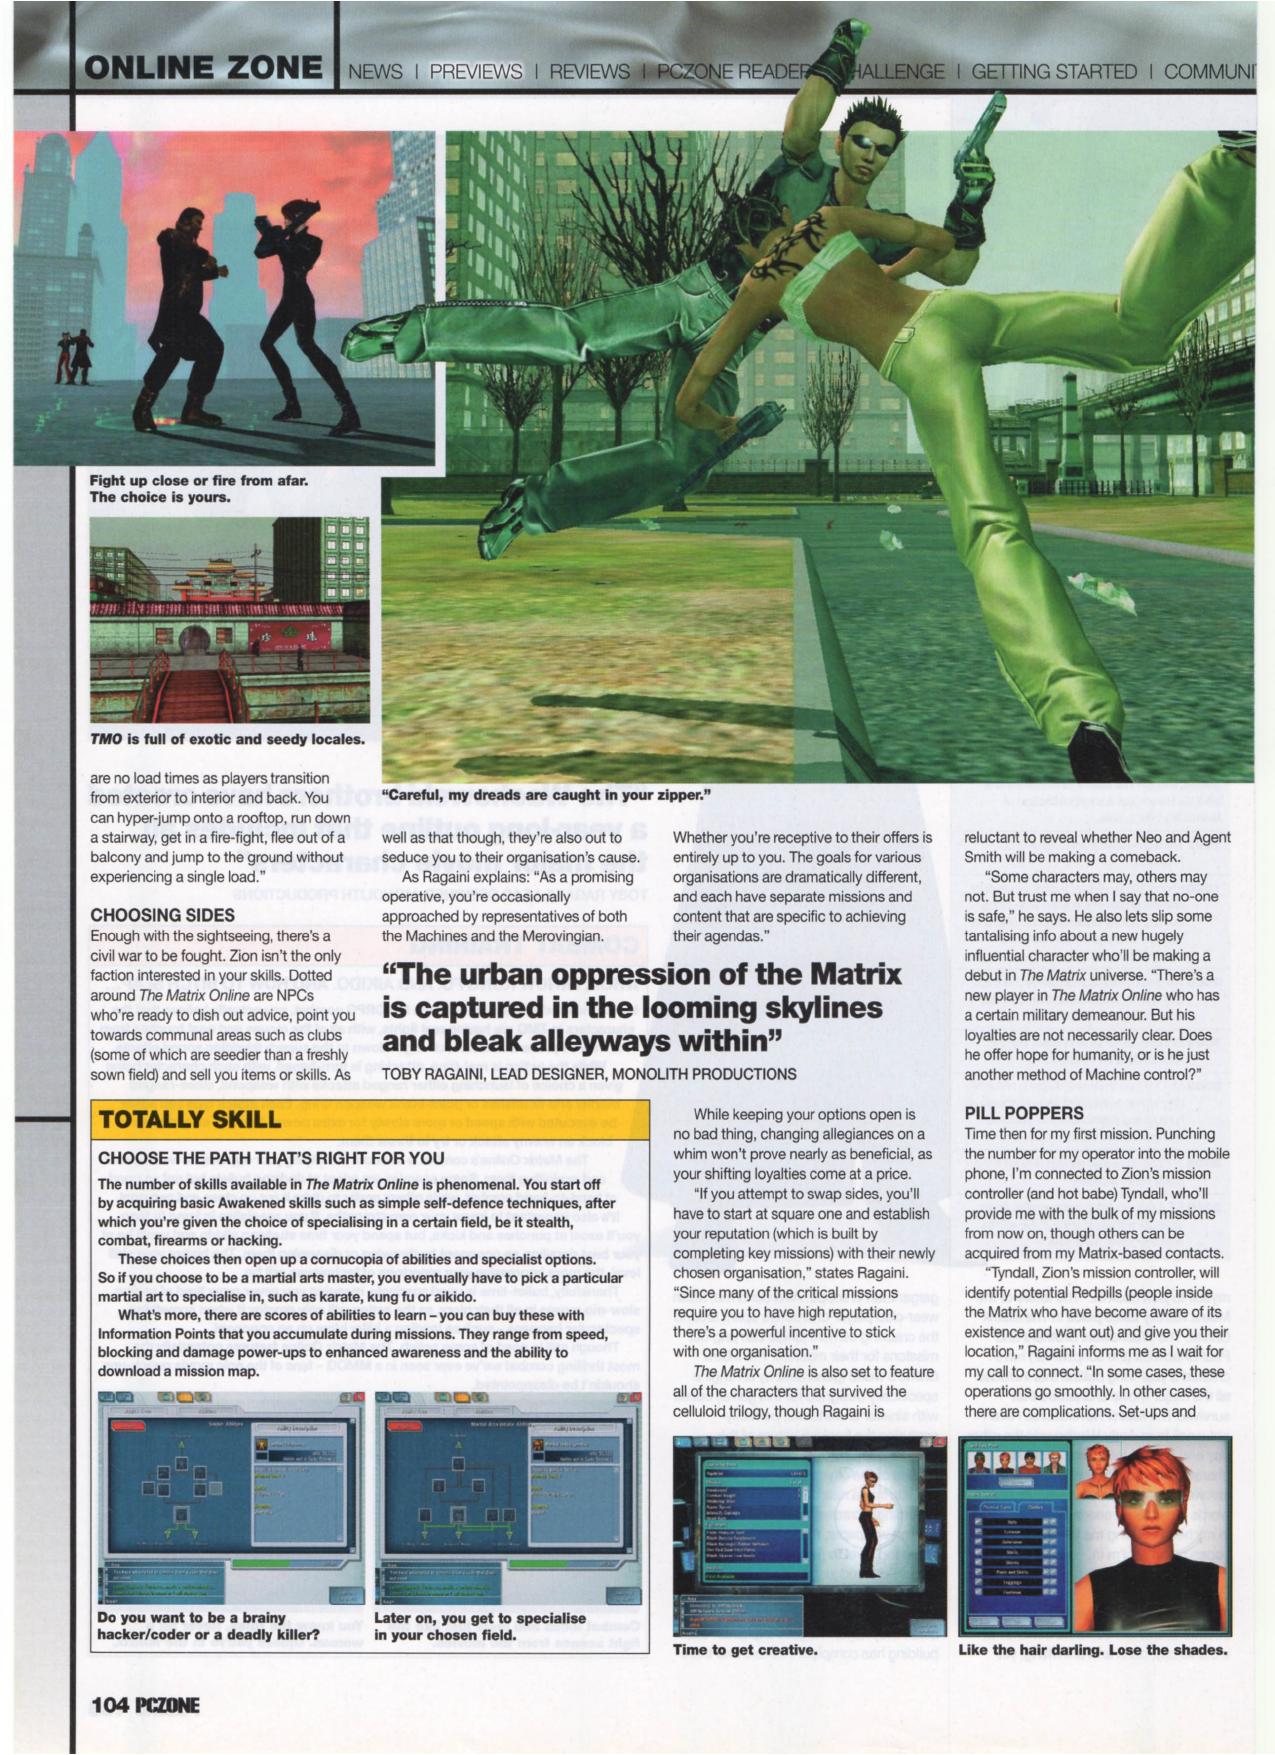 ONLINE ZONE
NEWS | PREVIEWS | REVIEWS | PCZONE READER CHALLENGE | GETTING STARTED | COMMUNI
Fight up close or fire from afar.
The choice is yours.
TMO is full of exotic and seedy locales.
"Careful, my dreads are caught in your zipper."
are no load times as players transition
from exterior to interior and back. You
can hyper-jump onto a rooftop, run down
a stairway, get in a fire-fight, flee out of a
balcony and jump to the ground without
experiencing a single load."
CHOOSING SIDES
Enough with the sightseeing, there's a
civil war to be fought. Zion isn't the only
faction interested in your skills. Dotted
around The Matrix Online are NPCs
who're ready to dish out advice, point you
towards communal areas such as clubs
(some of which are seedier than a freshly
sown field) and sell you items or skills. As
well as that though, they're also out to
seduce you to their organisation's cause.
As Ragaini explains: "As a promising
operative, you're occasionally
approached by representatives of both
the Machines and the Merovingian.
Whether you're receptive to their offers is
entirely up to you. The goals for various
organisations are dramatically different,
and each have separate missions and
content that are specific to achieving
their agendas."
"The urban oppression of the Matrix
is captured in the looming skylines
and bleak alleyways within"
TOBY RAGAINI, LEAD DESIGNER, MONOLITH PRODUCTIONS
While keeping your options open is
no bad thing, changing allegiances on a
whim won't prove nearly as beneficial, as
your shifting loyalties come at a price.
"If you attempt to swap sides, you'll
have to start at square one and establish
your reputation (which is built by
completing key missions) with their newly
chosen organisation," states Ragaini.
"Since many of the critical missions
require you to have high reputation,
there's a powerful incentive to stick
with one organisation."
The Matrix Online is also set to feature
all of the characters that survived the
celluloid trilogy, though Ragaini is
reluctant to reveal whether Neo and Agent
Smith will be making a comeback.
"Some characters may, others may
not. But trust me when I say that no-one
is safe," he says. He also lets slip some
tantalising info about a new hugely
influential character who'll be making a
debut in The Matrix universe. "There's a
new player in The Matrix Online who has
a certain military demeanour. But his
loyalties are not necessarily clear. Does
he offer hope for humanity, or is he just
another method of Machine control?"
PILL POPPERS
Time then for my first mission. Punching
the number for my operator into the mobile
phone, I'm connected to Zion's mission
controller (and hot babe) Tyndall, who'll
provide me with the bulk of my missions
from now on, though others can be
acquired from my Matrix-based contacts.
"Tyndall, Zion's mission controller, will
identify potential Redpills (people inside
the Matrix who have become aware of its
existence and want out) and give you their
location," Ragaini informs me as I wait for
my call to connect. "In some cases, these
operations go smoothly. In other cases,
there are complications. Set-ups and
TOTALLY SKILL
CHOOSE THE PATH THAT'S RIGHT FOR YOU
The number of skills available in The Matrix Online is phenomenal. You start off
by acquiring basic Awakened skills such as simple self-defence techniques, after
which you're given the choice of specialising in a certain field, be it stealth,
combat, firearms or hacking.
These choices then open up a cornucopia of abilities and specialist options.
So if you choose to be a martial arts master, you eventually have to pick a particular
martial art to specialise in, such as karate, kung fu or aikido.
What's more, there are scores of abilities to learn – you can buy these with
Information Points that you accumulate during missions. They range from speed,
blocking and damage power-ups to enhanced awareness and the ability to
download a mission map.
Do you want to be a brainy
hacker/coder or a deadly killer?
Later on, you get to specialise
in your chosen field.
Time to get creative.
Like the hair darling. Lose the shades.
104 PCZONE